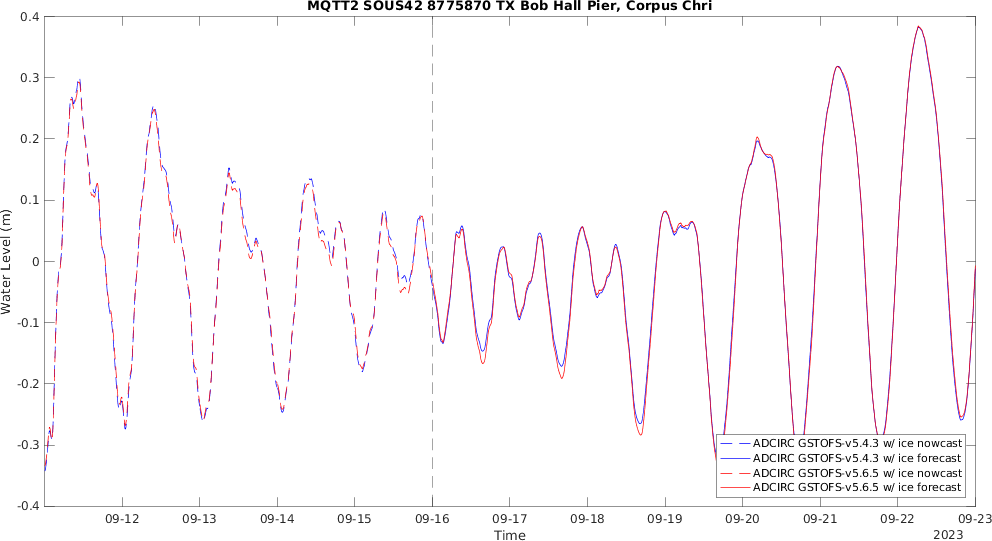 MQTT2 SOUS42 8775870 TX Bob Hall Pier, Corpus Chri
0.4
0.3
0.2
0.1
0
-0.1
-0.2
-0.3
-0.4
Water Level (m)
ADCIRC GSTOFS-v5.4.3 w/ ice nowcast
ADCIRC GSTOFS-v5.4.3 w/ ice forecast
ADCIRC GSTOFS-v5.6.5 w/ ice nowcast
ADCIRC GSTOFS-v5.6.5 w/ ice forecast
09-12 09-13 09-14 09-15 09-16 09-17 09-18 09-19 09-20 09-21 09-22 09-23
Time
2023